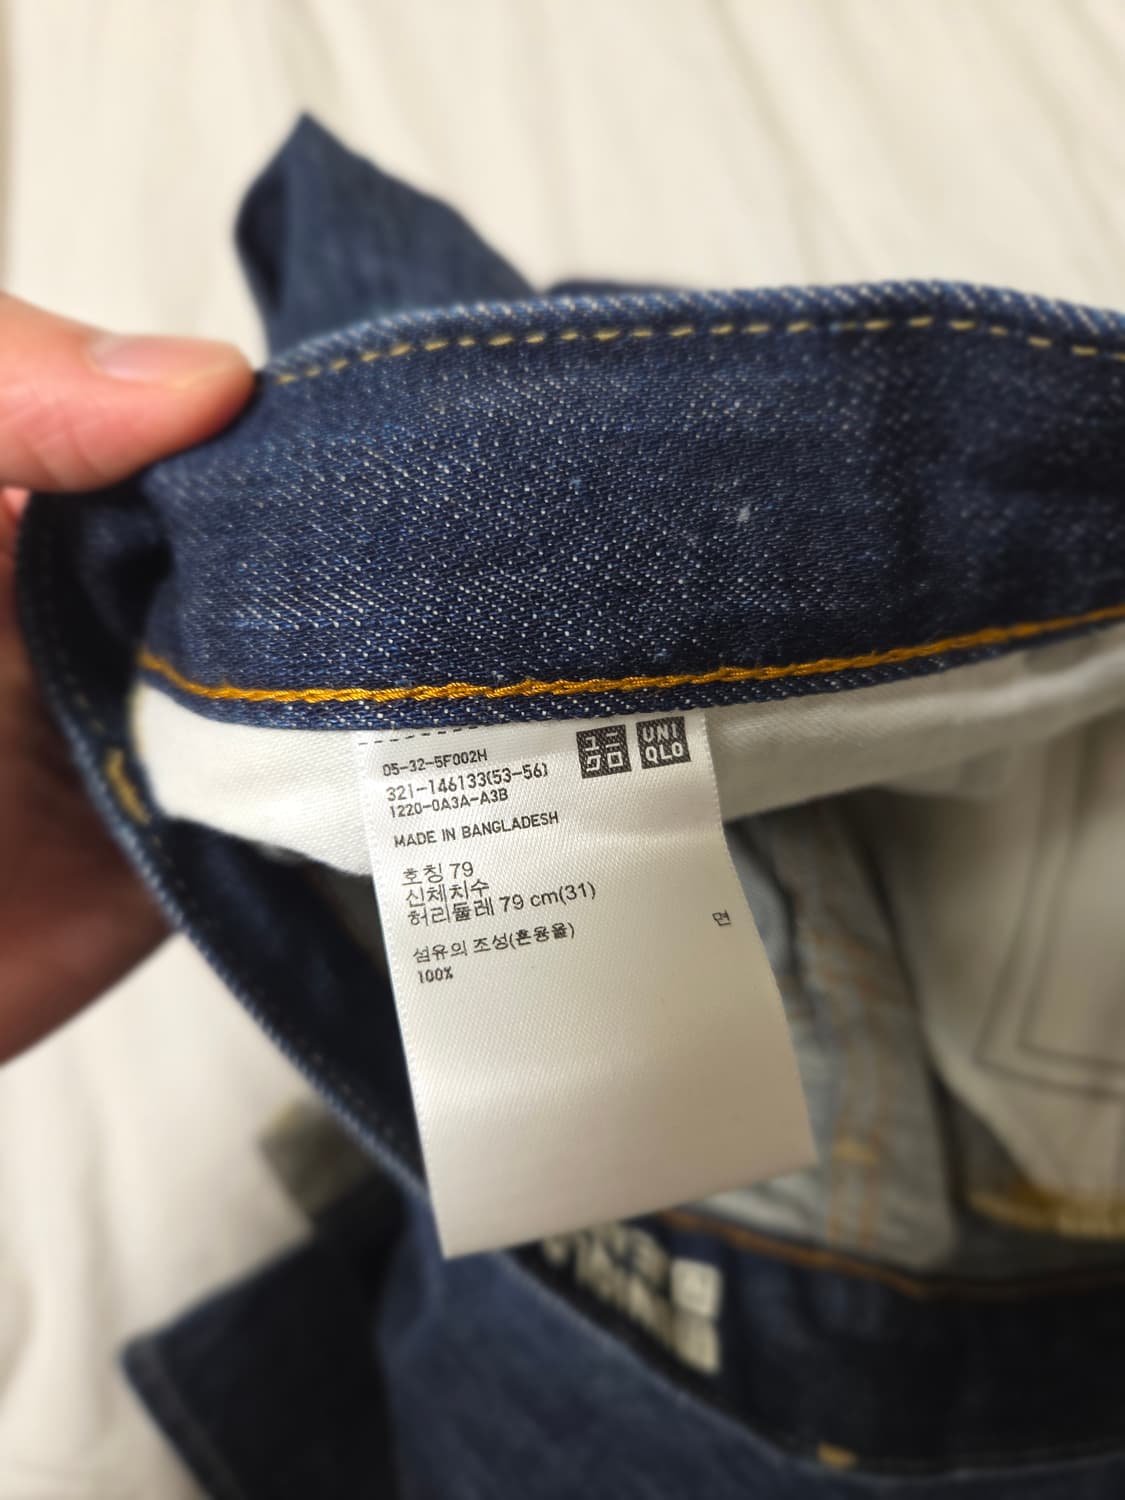 05-32-5F002H
321-146133(53-56)
1220-0A3A-A3B
ユニ
クロ
UNI
QLO
MADE IN BANGLADESH
호칭 79
신체치수
허리둘레 79 cm(31)
섬유의 조성(혼용율)
면
100%